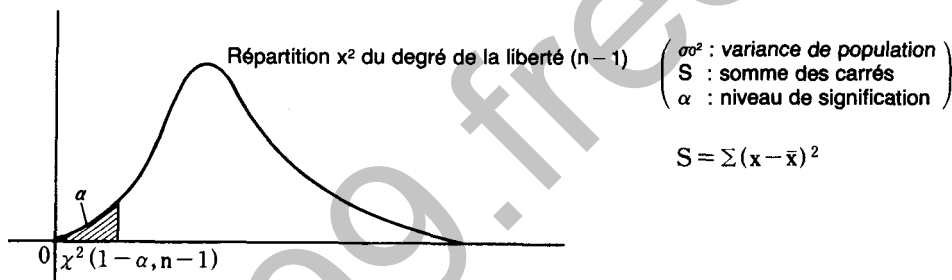 Répartition x² du degré de la liberté (n−1)
σo² : variance de population
S : somme des carrés
α : niveau de signification
S = Σ(x−x̄)²
α
0 χ²(1−α, n−1)